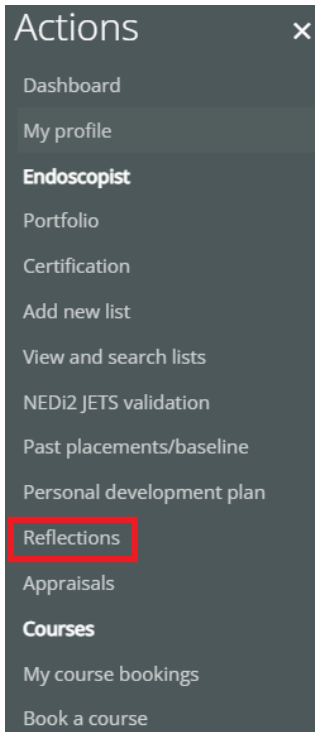 Actions ×
Dashboard
My profile
Endoscopist
Portfolio
Certification
Add new list
View and search lists
NEDi2 JETS validation
Past placements/baseline
Personal development plan
Reflections
Appraisals
Courses
My course bookings
Book a course